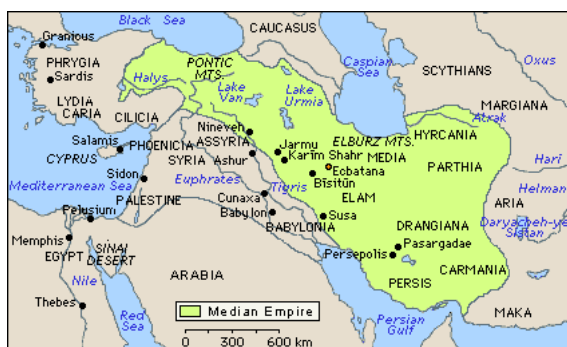 Black Sea
CAUCASUS
Granicus
PHRYGIA
Sardis
LYDIA
CARIA
CILICIA
PONTIC
MTS.
Halys
Lake
Van
Lake
Urmia
Caspian
Sea
SCYTHIANS
Oxus
MARGIANA
Atrak
HYRCANIA
PARTHIA
Hari
Nineveh
ASSYRIA
Ashur
Jarmy
Karīm Shahr
ELBURZ MTS.
MEDIA
Ecbatana
Bīsitūn
Salamis
CYPRUS
PHOENICIA
SYRIA
Mediterranean Sea
Sidon
Euphrates
Tigris
Cunaxa
Babylon
BABYLONIA
ELAM
Susa
PALESTINE
Pelusium
Memphis
EGYPT
SINAI
DESERT
Nile
Thebes
Red
Sea
ARABIA
DRANGIANA
Pasargadae
Persepolis
PERSIS
CARMANIA
ARIA
Helman
Daryacheh-ye
Sistan
MAKA
Persian
Gulf
Median Empire
0 300 600 km